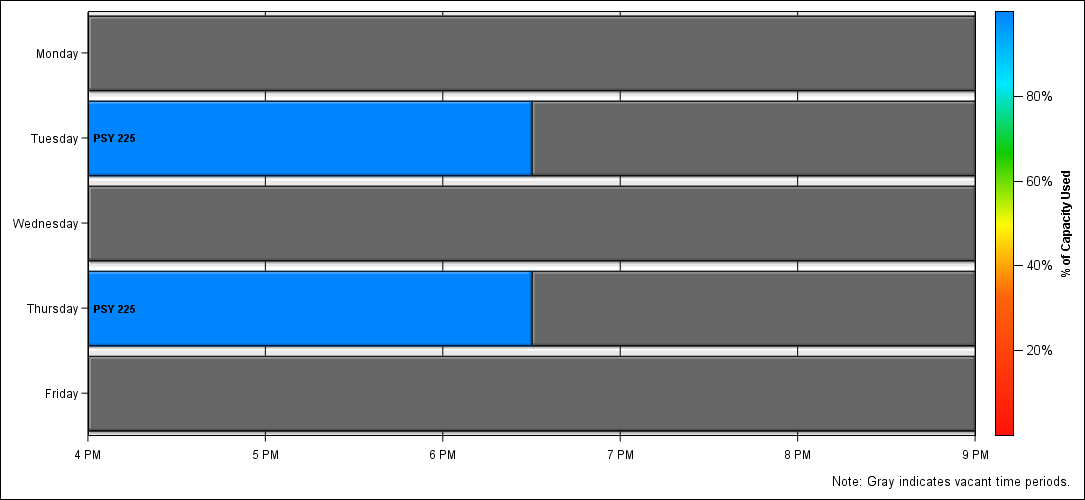 Monday
Tuesday
PSY 225
Wednesday
Thursday
PSY 225
Friday
4 PM 5 PM 6 PM 7 PM 8 PM 9 PM
80%
60%
40%
20%
% of Capacity Used
Note: Gray indicates vacant time periods.